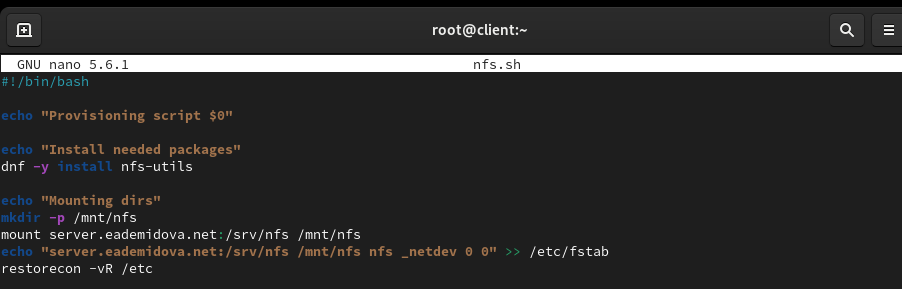 root@client:~
GNU nano 5.6.1 nfs.sh
#!/bin/bash
echo "Provisioning script $0"
echo "Install needed packages"
dnf -y install nfs-utils
echo "Mounting dirs"
mkdir -p /mnt/nfs
mount server.eademidova.net:/srv/nfs /mnt/nfs
echo "server.eademidova.net:/srv/nfs /mnt/nfs nfs _netdev 0 0" >> /etc/fstab
restorecon -vR /etc